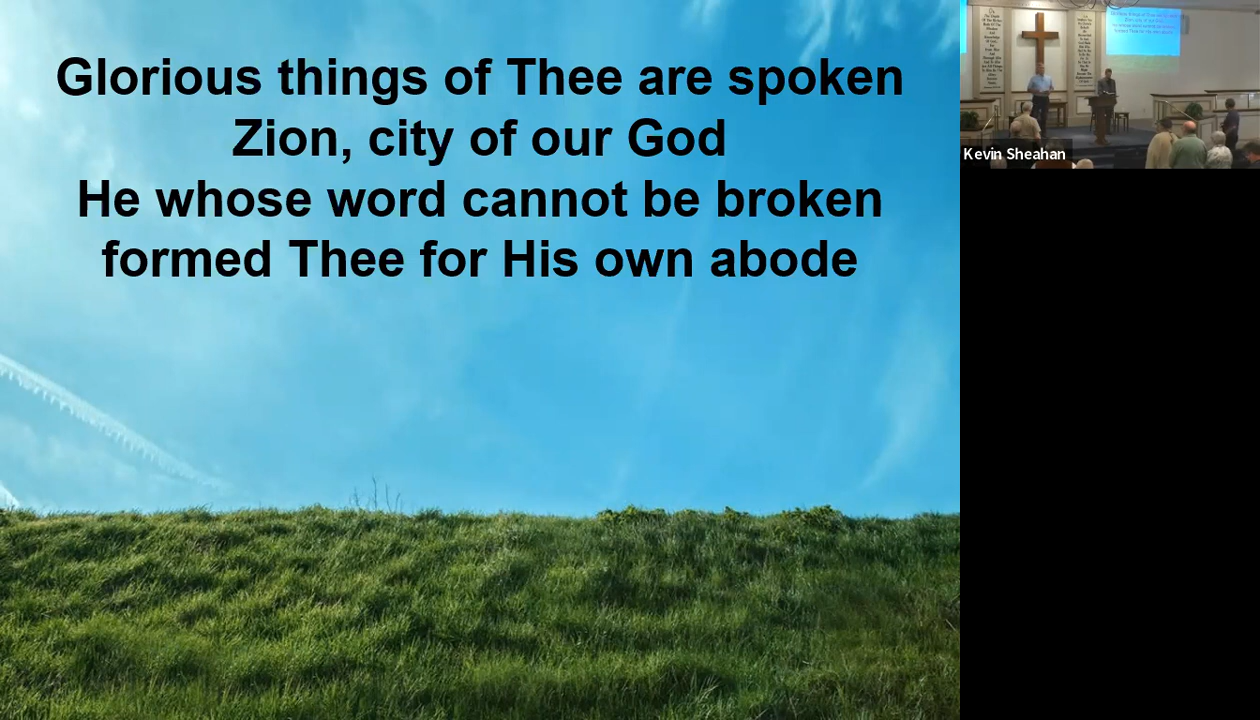 Glorious things of Thee are spoken
Zion, city of our God
He whose word cannot be broken
formed Thee for His own abode
Kevin Sheahan